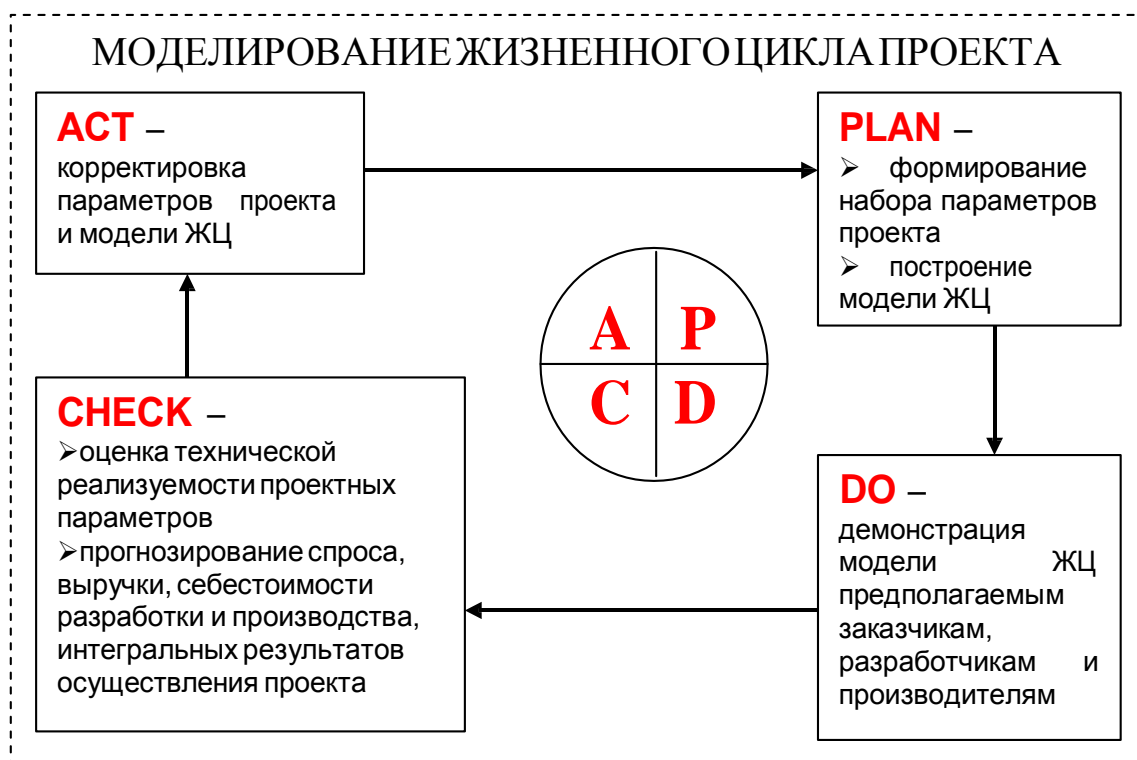 МОДЕЛИРОВАНИЕ ЖИЗНЕННОГО ЦИКЛА ПРОЕКТА
ACT –
корректировка
параметров проекта
и модели ЖЦ
PLAN –
➢ формирование
набора параметров
проекта
➢ построение
модели ЖЦ
A P
C D
CHECK –
➢оценка технической
реализуемости проектных
параметров
➢прогнозирование спроса,
выручки, себестоимости
разработки и производства,
интегральных результатов
осуществления проекта
DO –
демонстрация
модели ЖЦ
предполагаемым
заказчикам,
разработчикам и
производителям